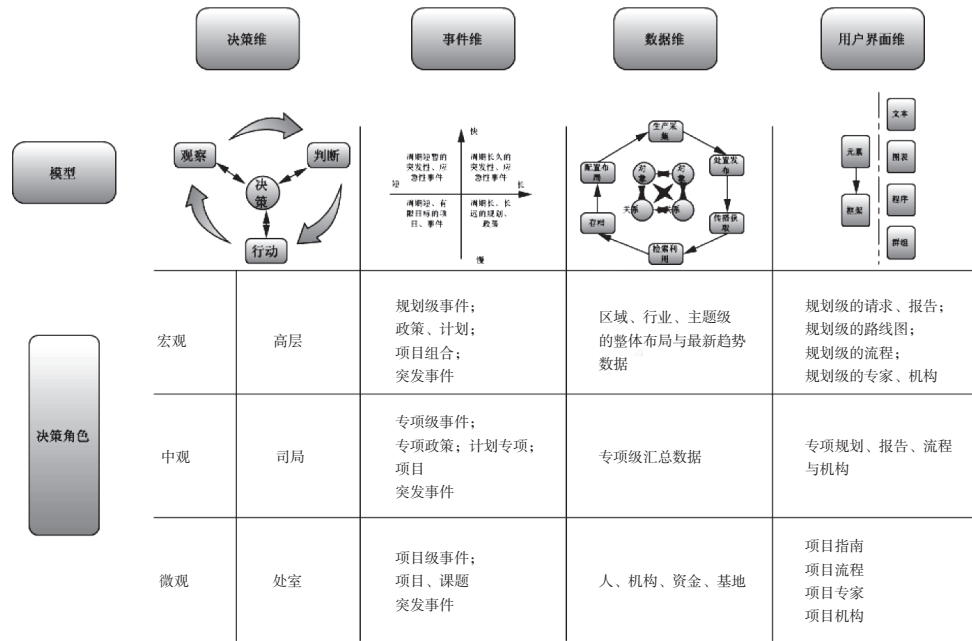 决策维
事件维
数据维
用户界面维
模型
观察
判断
决
策
行动
快
周期短暂的
突发性、应
急性事件
周期长久的
突发性、应
急性事件
短
长
周期短、有
限目标的项
目、事件
周期长、长
远的规划、
政策
慢
生产采
集
处置发
布
传播获
取
检索利
用
存档
配置布
局
对
象
对
象
关系
关系
元素
框架
文本
图表
程序
群组
决策角色
宏观
高层
规划级事件；
政策、计划；
项目组合；
突发事件
区域、行业、主题级
的整体布局与最新趋势
数据
规划级的请求、报告；
规划级的路线图；
规划级的流程；
规划级的专家、机构
中观
司局
专项级事件；
专项政策；计划专项；
项目
突发事件
专项级汇总数据
专项规划、报告、流程
与机构
微观
处室
项目级事件；
项目、课题
突发事件
人、机构、资金、基地
项目指南
项目流程
项目专家
项目机构